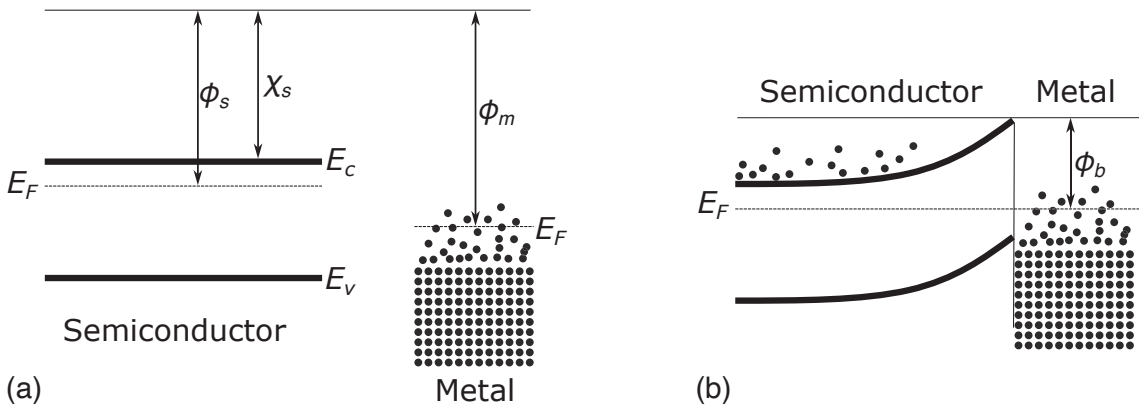 ϕs
χs
ϕm
Ec
EF
EF
Ev
Semiconductor
Metal
(a)
Semiconductor
Metal
ϕb
EF
(b)